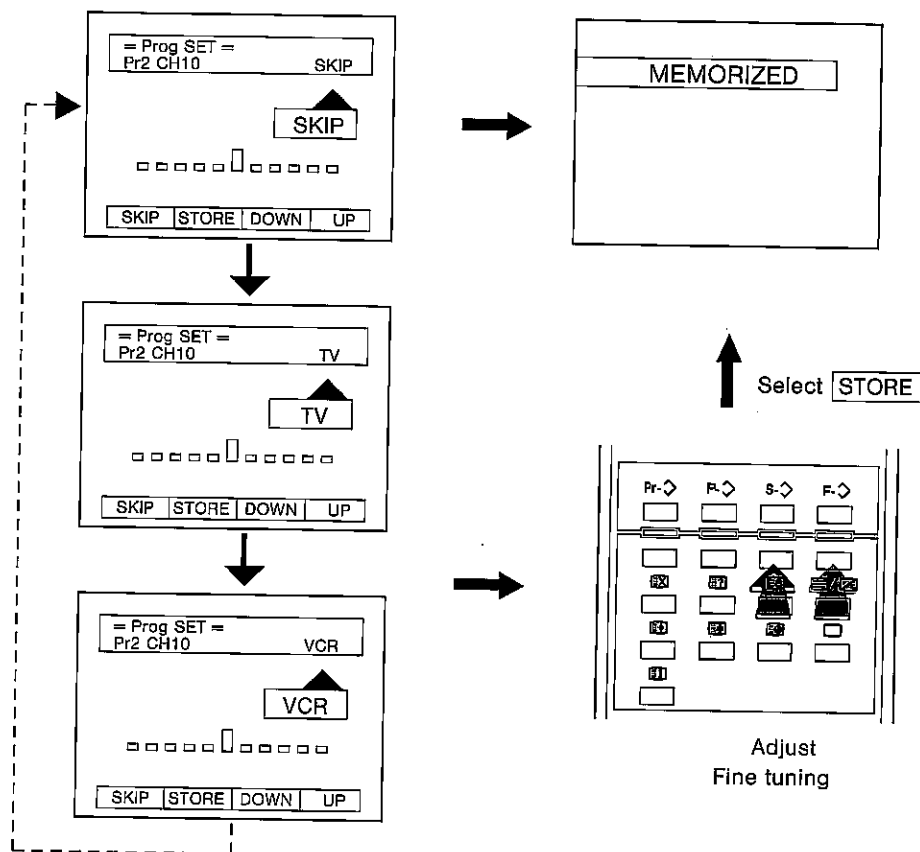 = Prog SET =
Pr2 CH10 SKIP
SKIP
SKIP STORE DOWN UP
MEMORIZED
= Prog SET =
Pr2 CH10 TV
TV
SKIP STORE DOWN UP
Select STORE
= Prog SET =
Pr2 CH10 VCR
VCR
SKIP STORE DOWN UP
Pr- P- S- F-
Adjust
Fine tuning